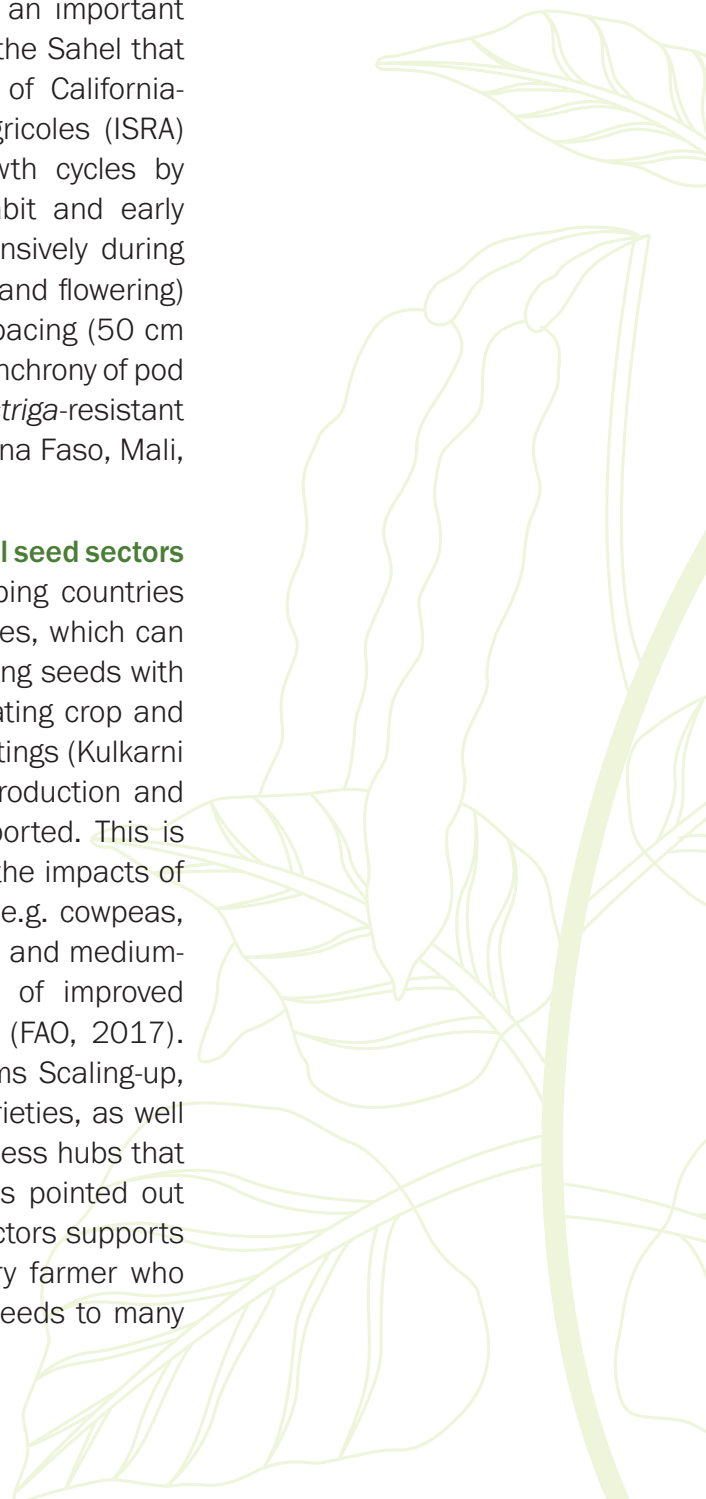 an important
the Sahel that
of California-
gricoles (ISRA)
wth cycles by
abit and early
nsively during
and flowering)
pacing (50 cm
nchrony of pod
triga-resistant
na Faso, Mali,
l seed sectors
ping countries
es, which can
ng seeds with
ating crop and
tings (Kulkarni
roduction and
ported. This is
the impacts of
e.g. cowpeas,
and medium-
of improved
(FAO, 2017).
ms Scaling-up,
rieties, as well
ess hubs that
s pointed out
ctors supports
ry farmer who
eeds to many